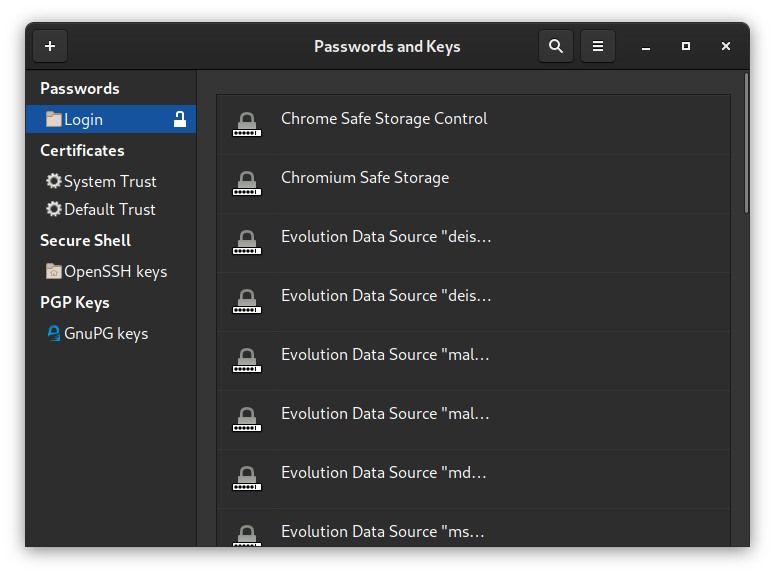 Passwords and Keys
Passwords
Login
Certificates
System Trust
Default Trust
Secure Shell
OpenSSH keys
PGP Keys
GnuPG keys
Chrome Safe Storage Control
Chromium Safe Storage
Evolution Data Source "deis…
Evolution Data Source "deis…
Evolution Data Source "mal…
Evolution Data Source "mal…
Evolution Data Source "md…
Evolution Data Source "ms…